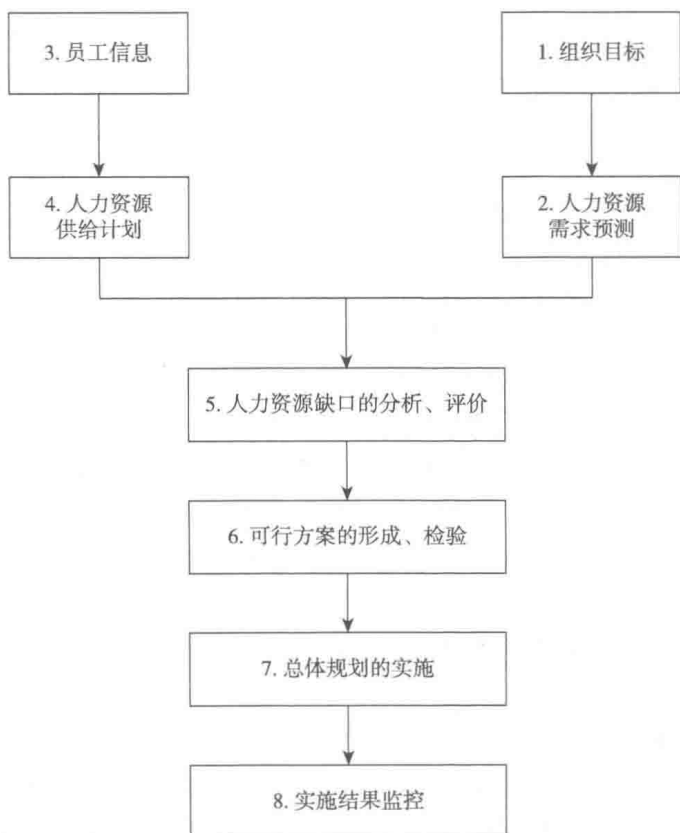 3. 员工信息
1. 组织目标
4. 人力资源
供给计划
2. 人力资源
需求预测
5. 人力资源缺口的分析、评价
6. 可行方案的形成、检验
7. 总体规划的实施
8. 实施结果监控